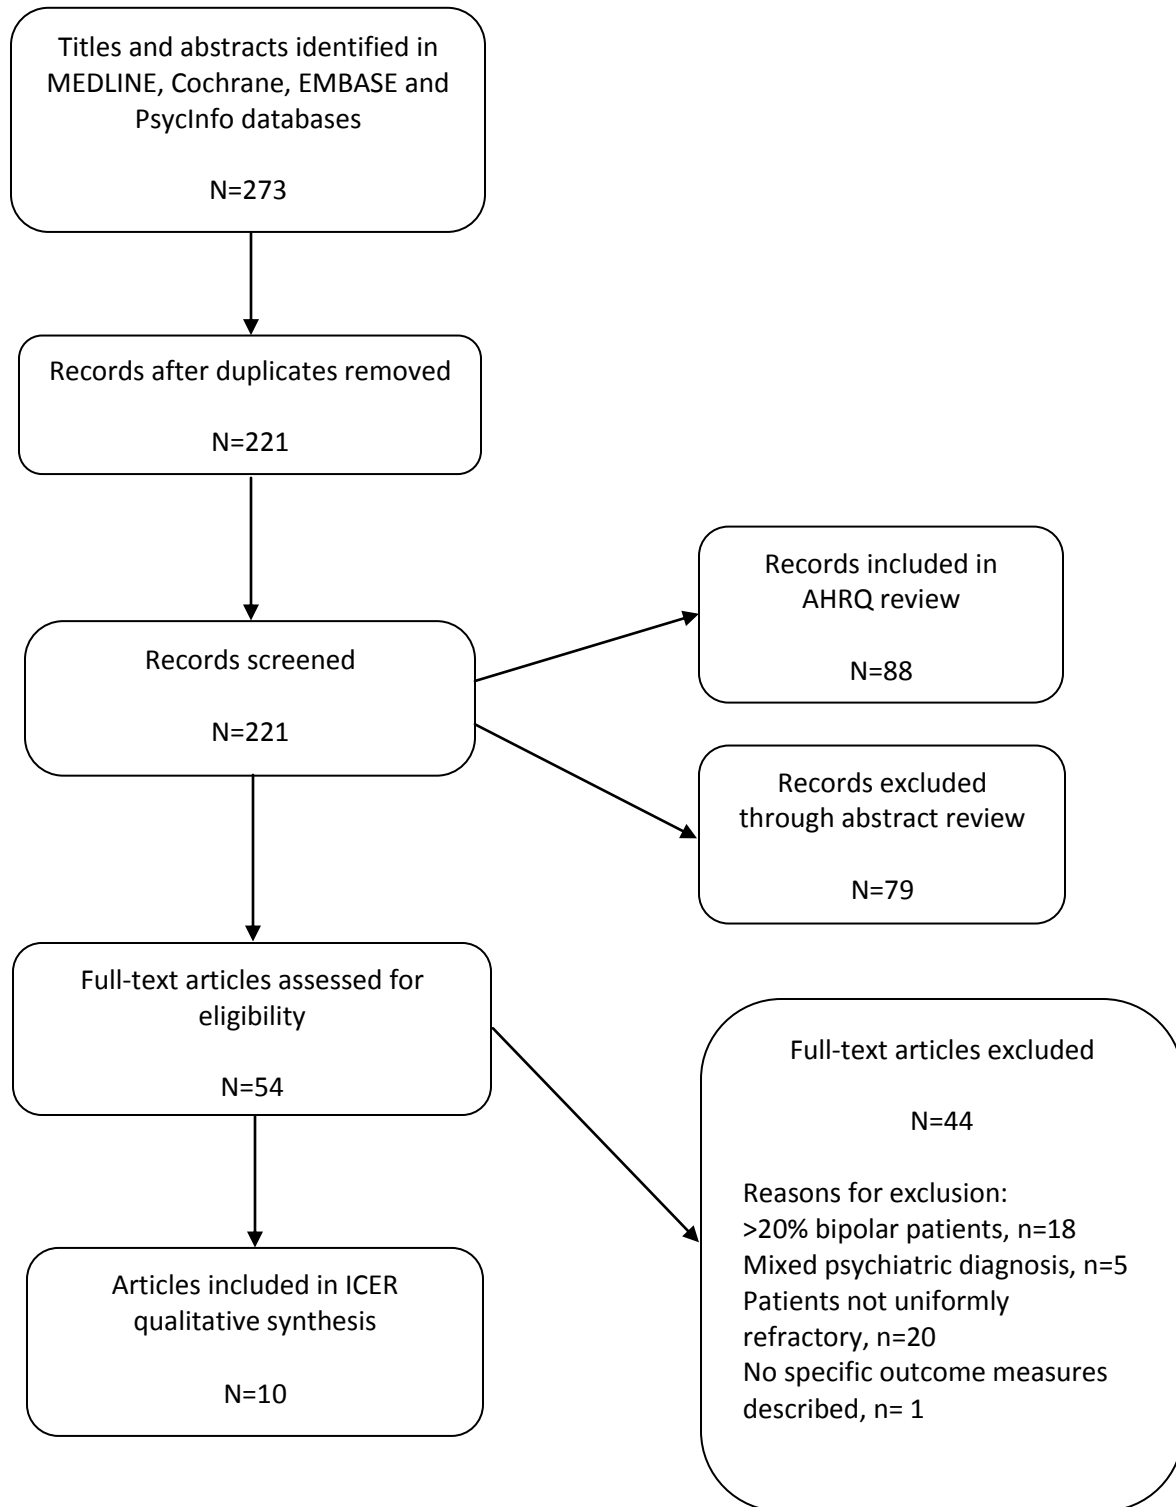 Titles and abstracts identified in
MEDLINE, Cochrane, EMBASE and
PsycInfo databases
N=273
Records after duplicates removed
N=221
Records screened
N=221
Records included in
AHRQ review
N=88
Records excluded
through abstract review
N=79
Full-text articles assessed for
eligibility
N=54
Full-text articles excluded
N=44
Reasons for exclusion:
>20% bipolar patients, n=18
Mixed psychiatric diagnosis, n=5
Patients not uniformly
refractory, n=20
No specific outcome measures
described, n= 1
Articles included in ICER
qualitative synthesis
N=10